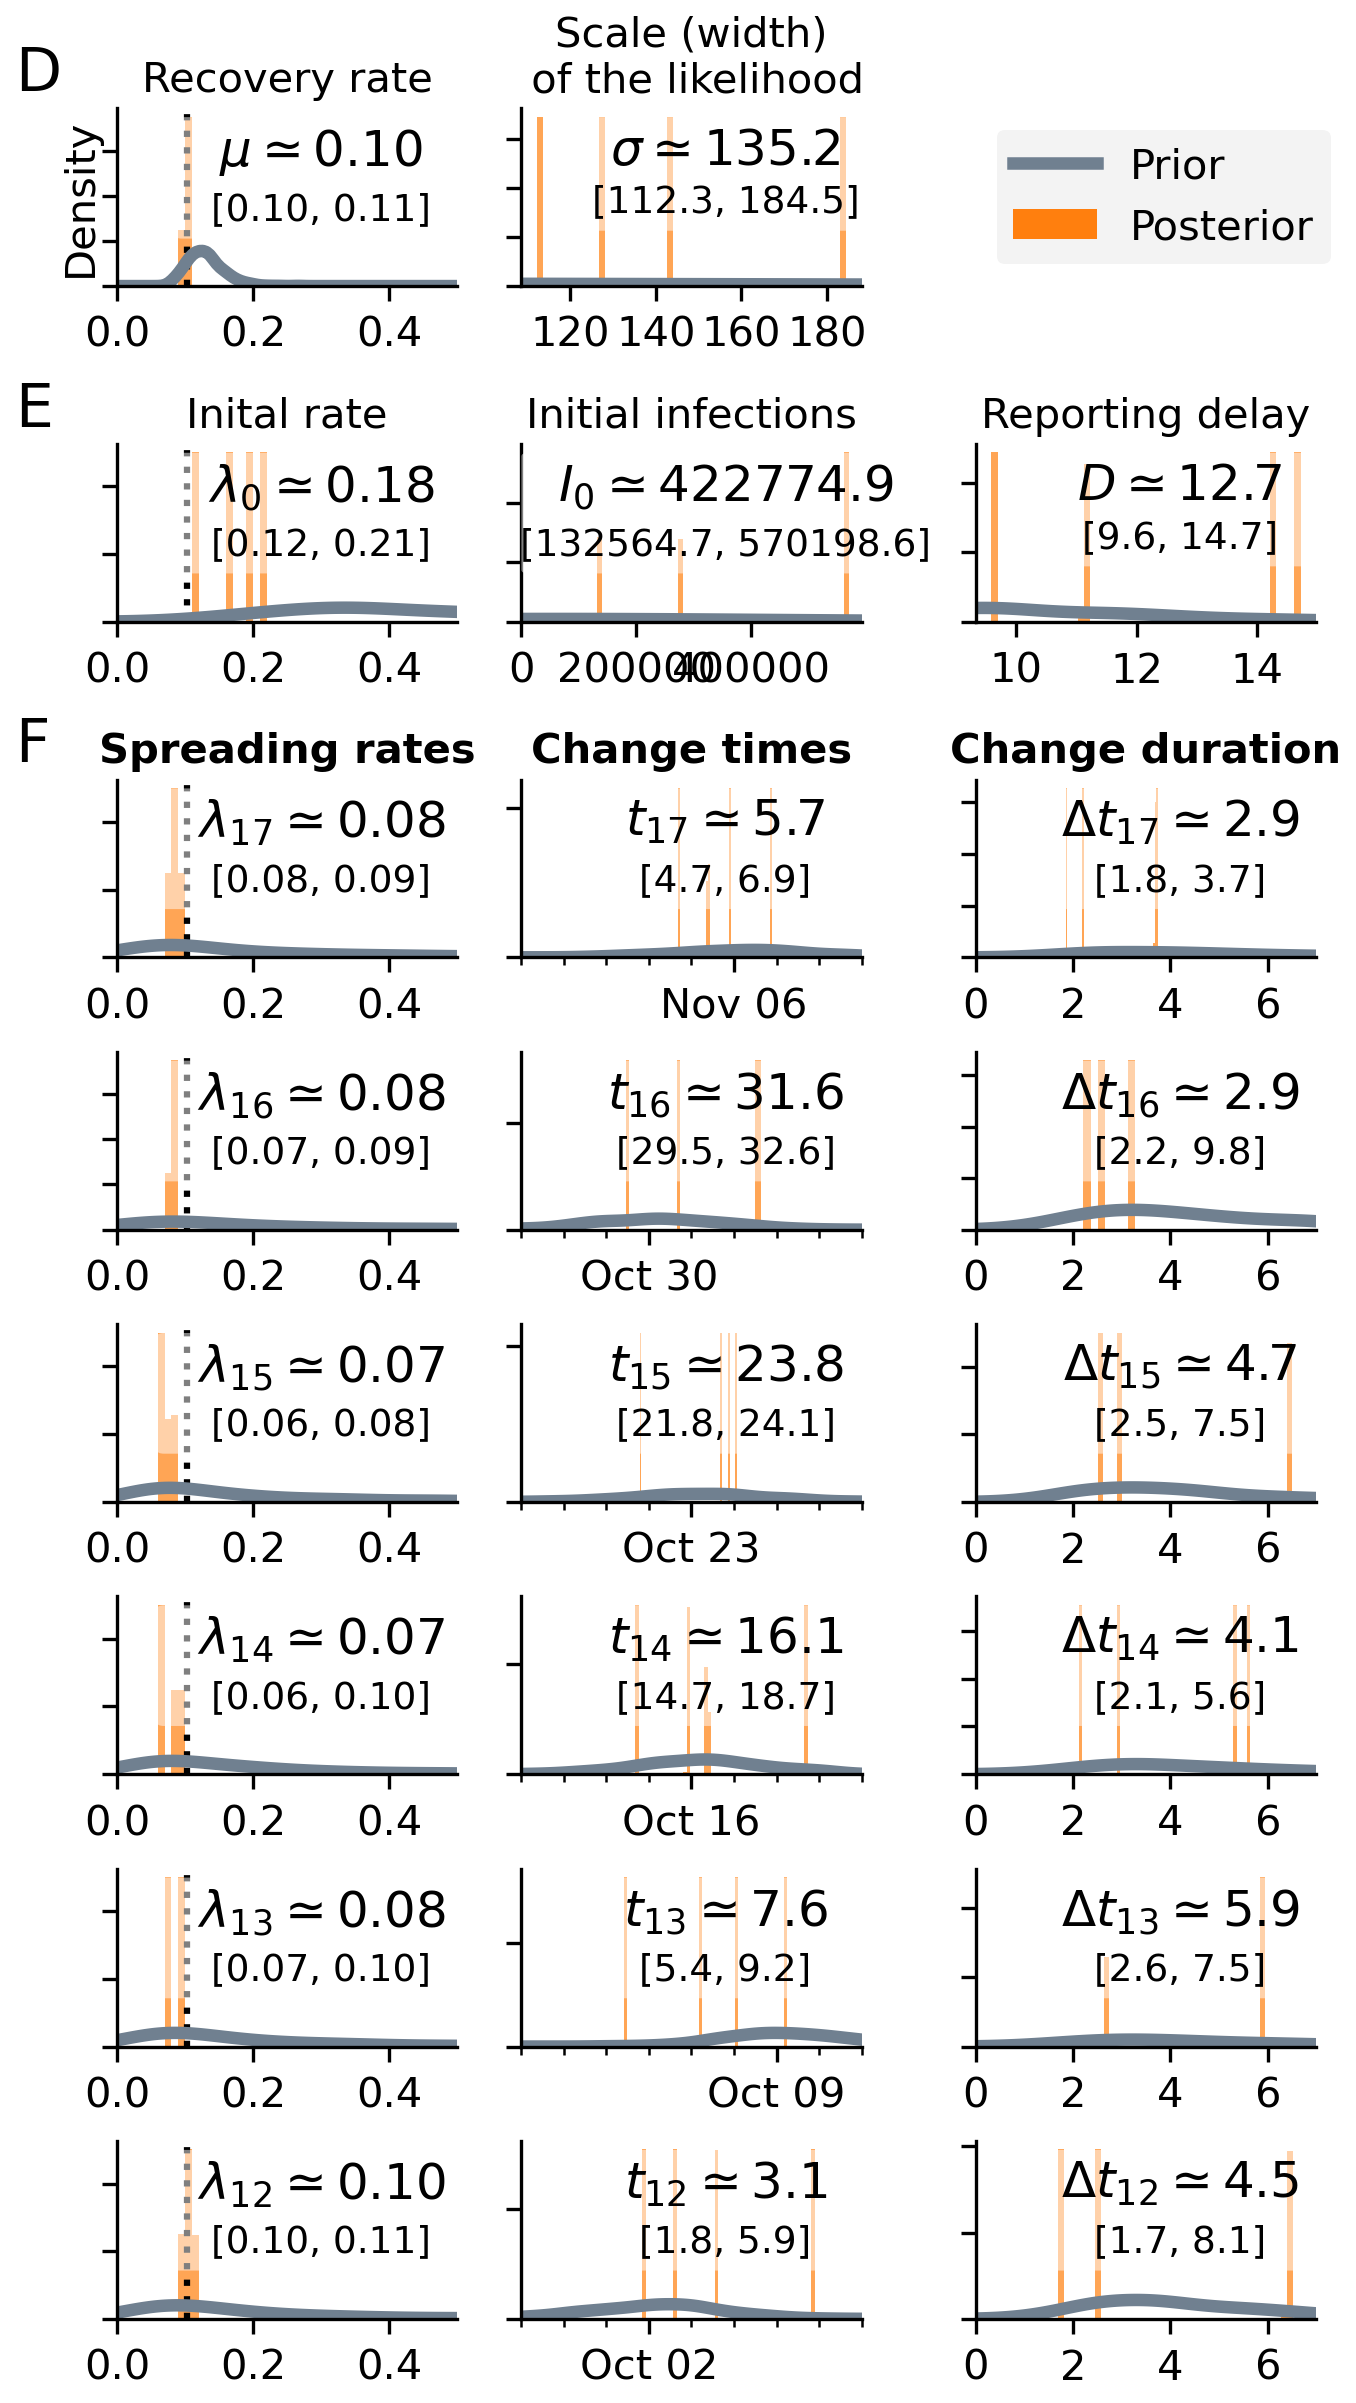 D
Recovery rate
Density
μ ≃ 0.10
[0.10, 0.11]
0.0 0.2 0.4
Scale (width)
of the likelihood
σ ≃ 135.2
[112.3, 184.5]
120 140 160 180
Prior
Posterior
E
Inital rate
λ0 ≃ 0.18
[0.12, 0.21]
0.0 0.2 0.4
Initial infections
I0 ≃ 422774.9
[132564.7, 570198.6]
0 200000 400000
Reporting delay
D ≃ 12.7
[9.6, 14.7]
10 12 14
F
Spreading rates
Change times
Change duration
λ17 ≃ 0.08
[0.08, 0.09]
0.0 0.2 0.4
t17 ≃ 5.7
[4.7, 6.9]
Nov 06
Δt17 ≃ 2.9
[1.8, 3.7]
0 2 4 6
λ16 ≃ 0.08
[0.07, 0.09]
0.0 0.2 0.4
t16 ≃ 31.6
[29.5, 32.6]
Oct 30
Δt16 ≃ 2.9
[2.2, 9.8]
0 2 4 6
λ15 ≃ 0.07
[0.06, 0.08]
0.0 0.2 0.4
t15 ≃ 23.8
[21.8, 24.1]
Oct 23
Δt15 ≃ 4.7
[2.5, 7.5]
0 2 4 6
λ14 ≃ 0.07
[0.06, 0.10]
0.0 0.2 0.4
t14 ≃ 16.1
[14.7, 18.7]
Oct 16
Δt14 ≃ 4.1
[2.1, 5.6]
0 2 4 6
λ13 ≃ 0.08
[0.07, 0.10]
0.0 0.2 0.4
t13 ≃ 7.6
[5.4, 9.2]
Oct 09
Δt13 ≃ 5.9
[2.6, 7.5]
0 2 4 6
λ12 ≃ 0.10
[0.10, 0.11]
0.0 0.2 0.4
t12 ≃ 3.1
[1.8, 5.9]
Oct 02
Δt12 ≃ 4.5
[1.7, 8.1]
0 2 4 6